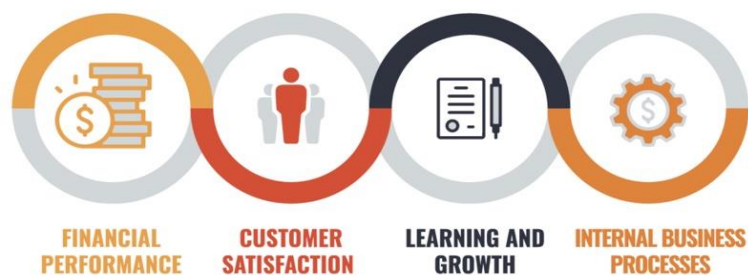 $
$
FINANCIAL
PERFORMANCE
CUSTOMER
SATISFACTION
LEARNING AND
GROWTH
INTERNAL BUSINESS
PROCESSES